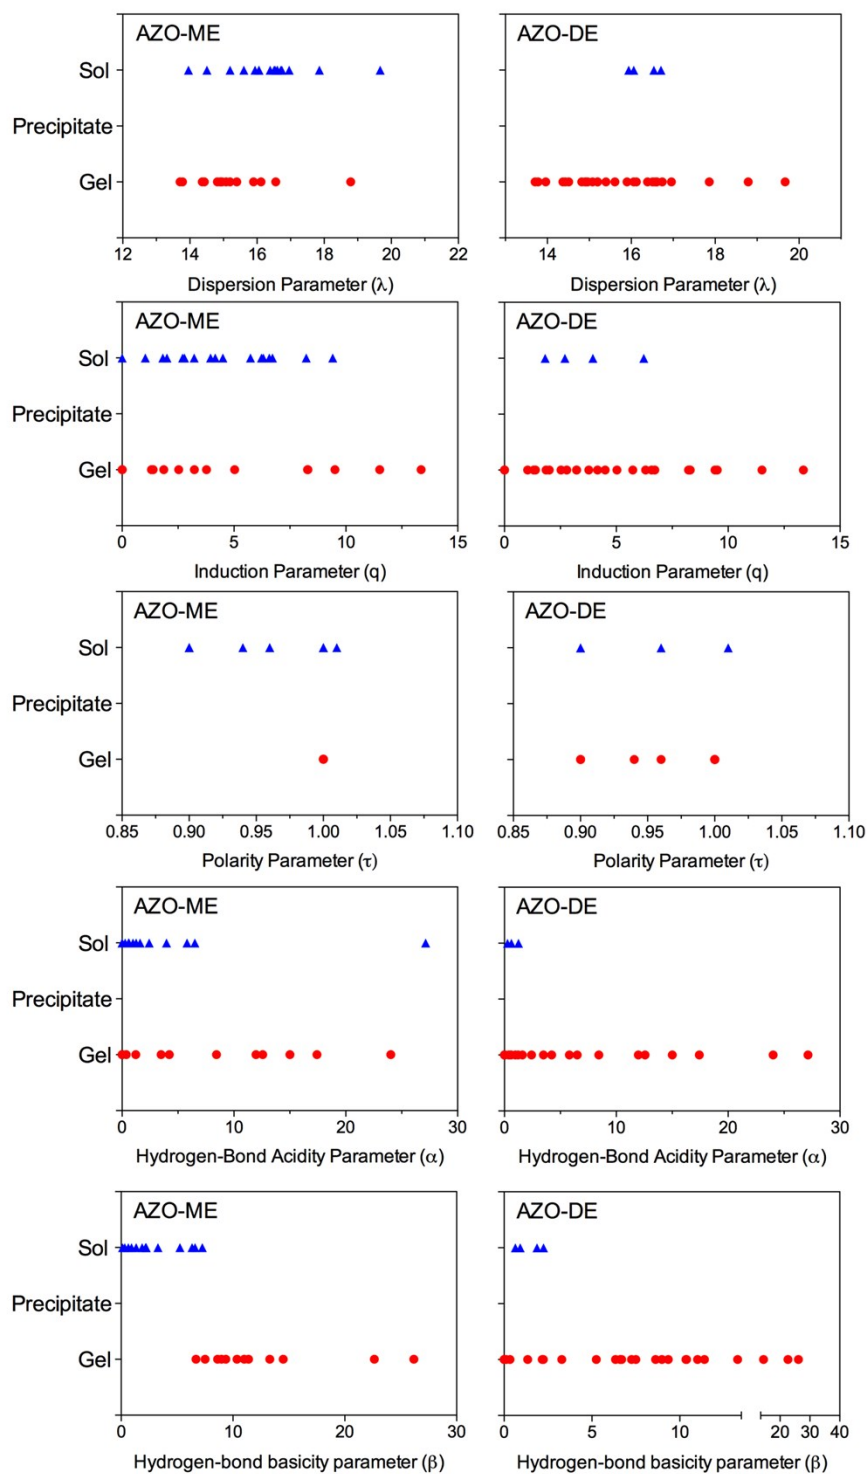 AZO-ME
AZO-DE
Sol
Precipitate
Gel
12 14 16 18 20 22
14 16 18 20
Dispersion Parameter (λ)
Dispersion Parameter (λ)
AZO-ME
AZO-DE
Sol
Precipitate
Gel
0 5 10 15
0 5 10 15
Induction Parameter (q)
Induction Parameter (q)
AZO-ME
AZO-DE
Sol
Precipitate
Gel
0.85 0.90 0.95 1.00 1.05 1.10
0.85 0.90 0.95 1.00 1.05 1.10
Polarity Parameter (τ)
Polarity Parameter (τ)
AZO-ME
AZO-DE
Sol
Precipitate
Gel
0 10 20 30
0 10 20 30
Hydrogen-Bond Acidity Parameter (α)
Hydrogen-Bond Acidity Parameter (α)
AZO-ME
AZO-DE
Sol
Precipitate
Gel
0 10 20 30
0 5 10 20 30 40
Hydrogen-bond basicity parameter (β)
Hydrogen-bond basicity parameter (β)